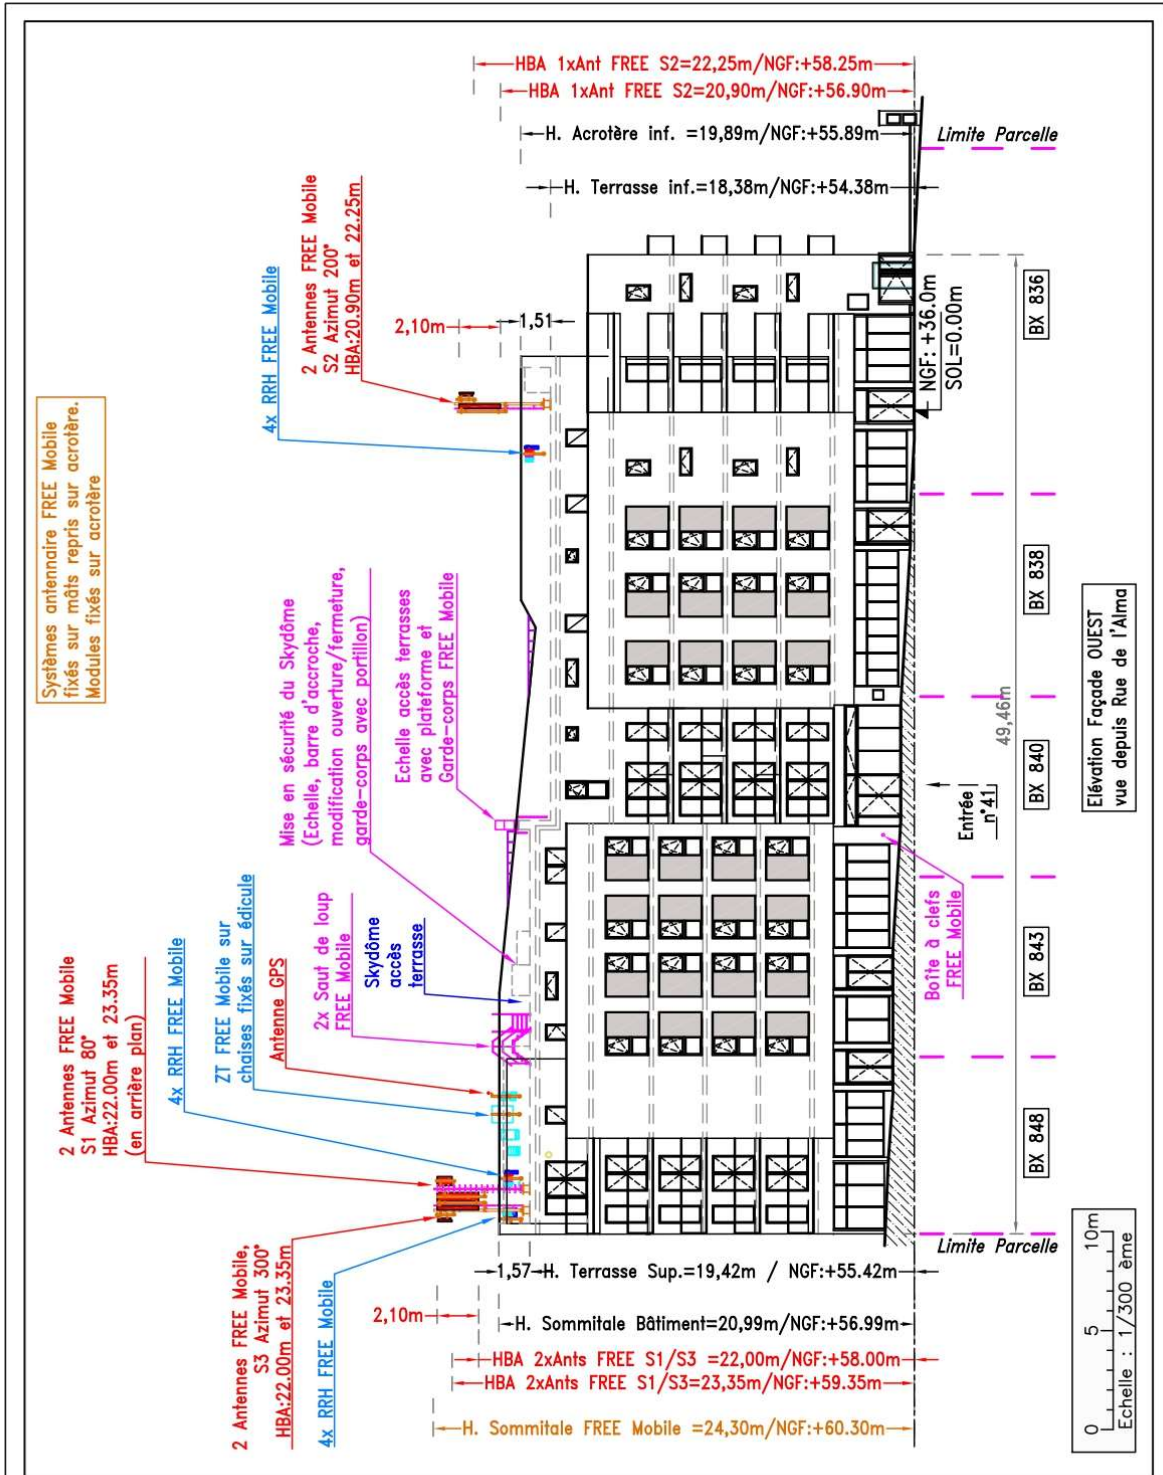 HBA 1xAnt FREE S2=22,25m/NGF:+58.25m
HBA 1xAnt FREE S2=20,90m/NGF:+56.90m
H. Acrotère inf. =19,89m/NGF:+55.89m
Limite Parcelle
H. Terrasse inf.=18,38m/NGF:+54.38m
2 Antennes FREE Mobile
S2 Azimut 200°
HBA:20.90m et 22.25m
4x RRH FREE Mobile
2,10m
1,51
NGF: +36.0m
SOL=0.00m
BX 836
Systèmes antennaire FREE Mobile
fixés sur mâts repris sur acrotère.
Modules fixés sur acrotère
Mise en sécurité du Skydôme
(Echelle, barre d'accroche,
modification ouverture/fermeture,
garde-corps avec portillon)
Echelle accès terrasses
avec plateforme et
Garde-corps FREE Mobile
BX 838
Elévation Façade OUEST
vue depuis Rue de l'Alma
49,46m
BX 840
Entrée
n°41
2x Saut de loup
FREE Mobile
Skydôme
accès
terrasse
Boîte à clefs
FREE Mobile
BX 843
2 Antennes FREE Mobile
S1 Azimut 80°
HBA:22.00m et 23.35m
(en arrière plan)
4x RRH FREE Mobile
ZT FREE Mobile sur
chaises fixés sur édicule
Antenne GPS
BX 848
2 Antennes FREE Mobile,
S3 Azimut 300°
HBA:22.00m et 23.35m
4x RRH FREE Mobile
Limite Parcelle
1,57
H. Terrasse Sup.=19,42m / NGF:+55.42m
2,10m
H. Sommitale Bâtiment=20,99m/NGF:+56.99m
HBA 2xAnts FREE S1/S3 =22,00m/NGF:+58.00m
HBA 2xAnts FREE S1/S3=23,35m/NGF:+59.35m
H. Sommitale FREE Mobile =24,30m/NGF:+60.30m
0 5 10m
Echelle : 1/300 ème